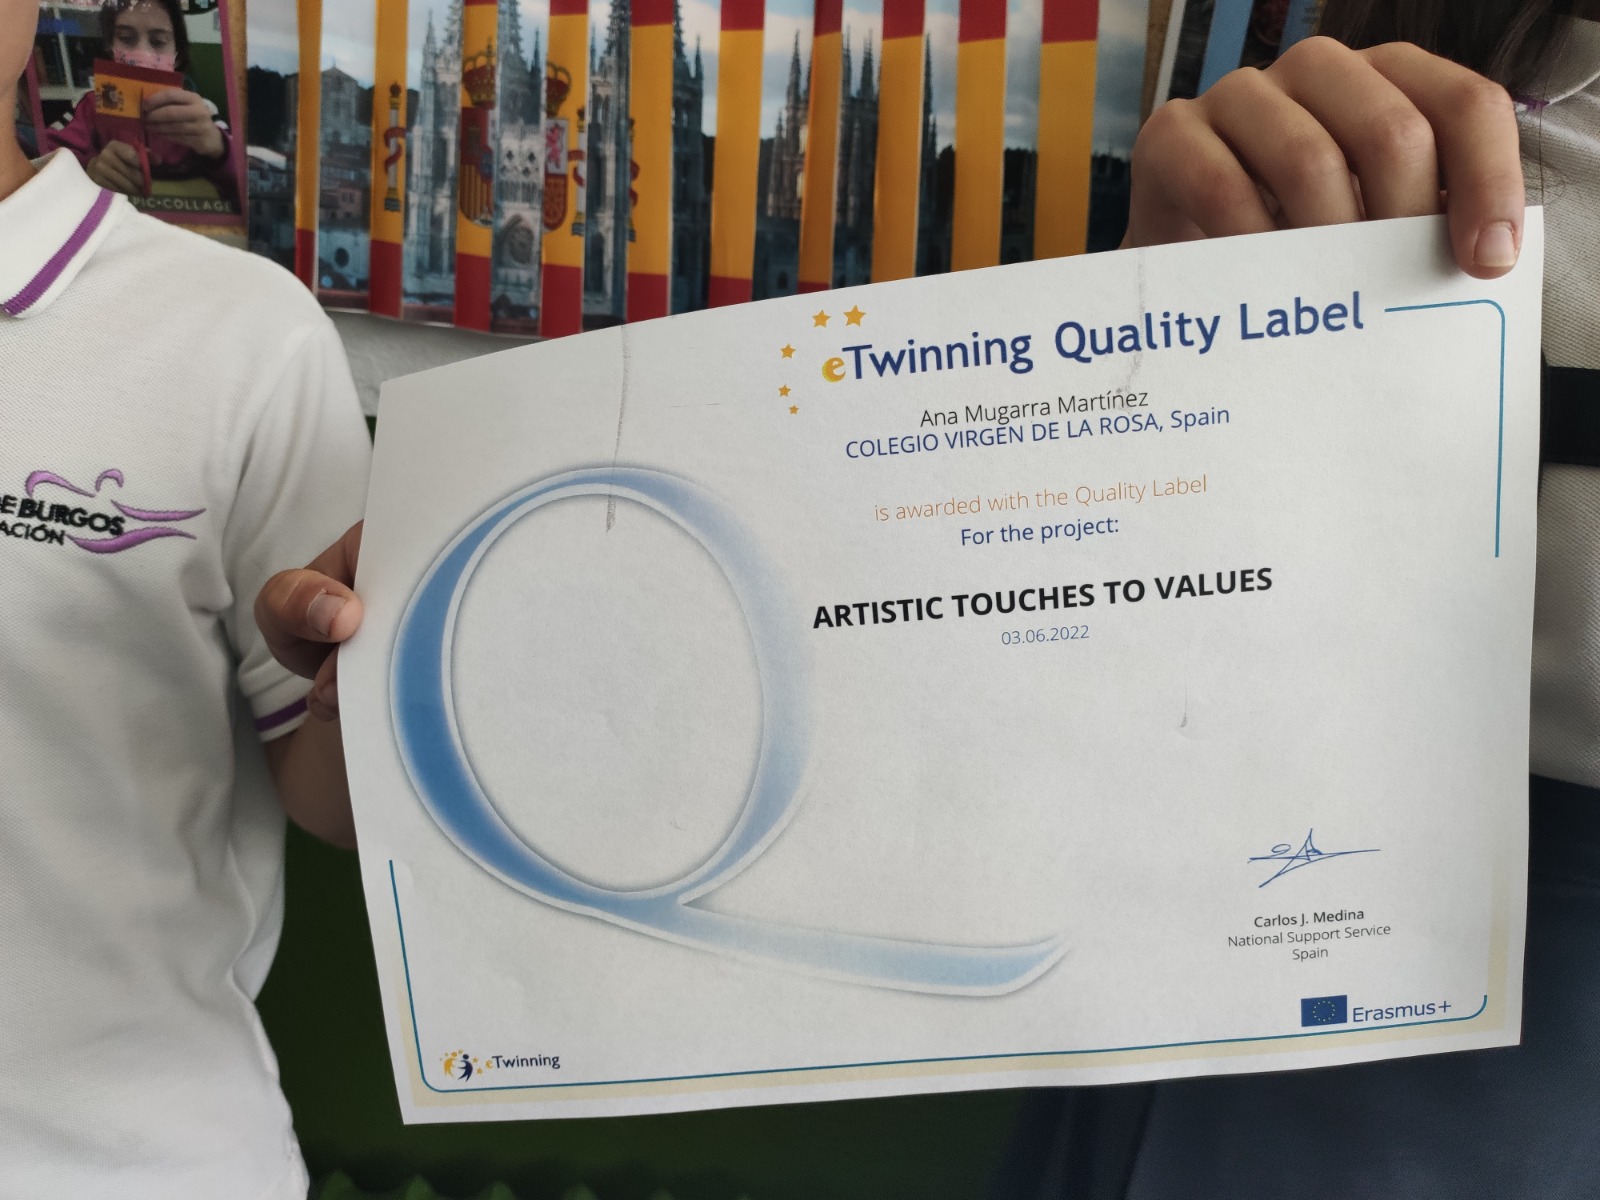 PIC•COLLAGE
DE BURGOS
ACIÓN
eTwinning Quality Label
Ana Mugarra Martínez
COLEGIO VIRGEN DE LA ROSA, Spain
is awarded with the Quality Label
For the project:
ARTISTIC TOUCHES TO VALUES
03.06.2022
Carlos J. Medina
National Support Service
Spain
Erasmus+
eTwinning